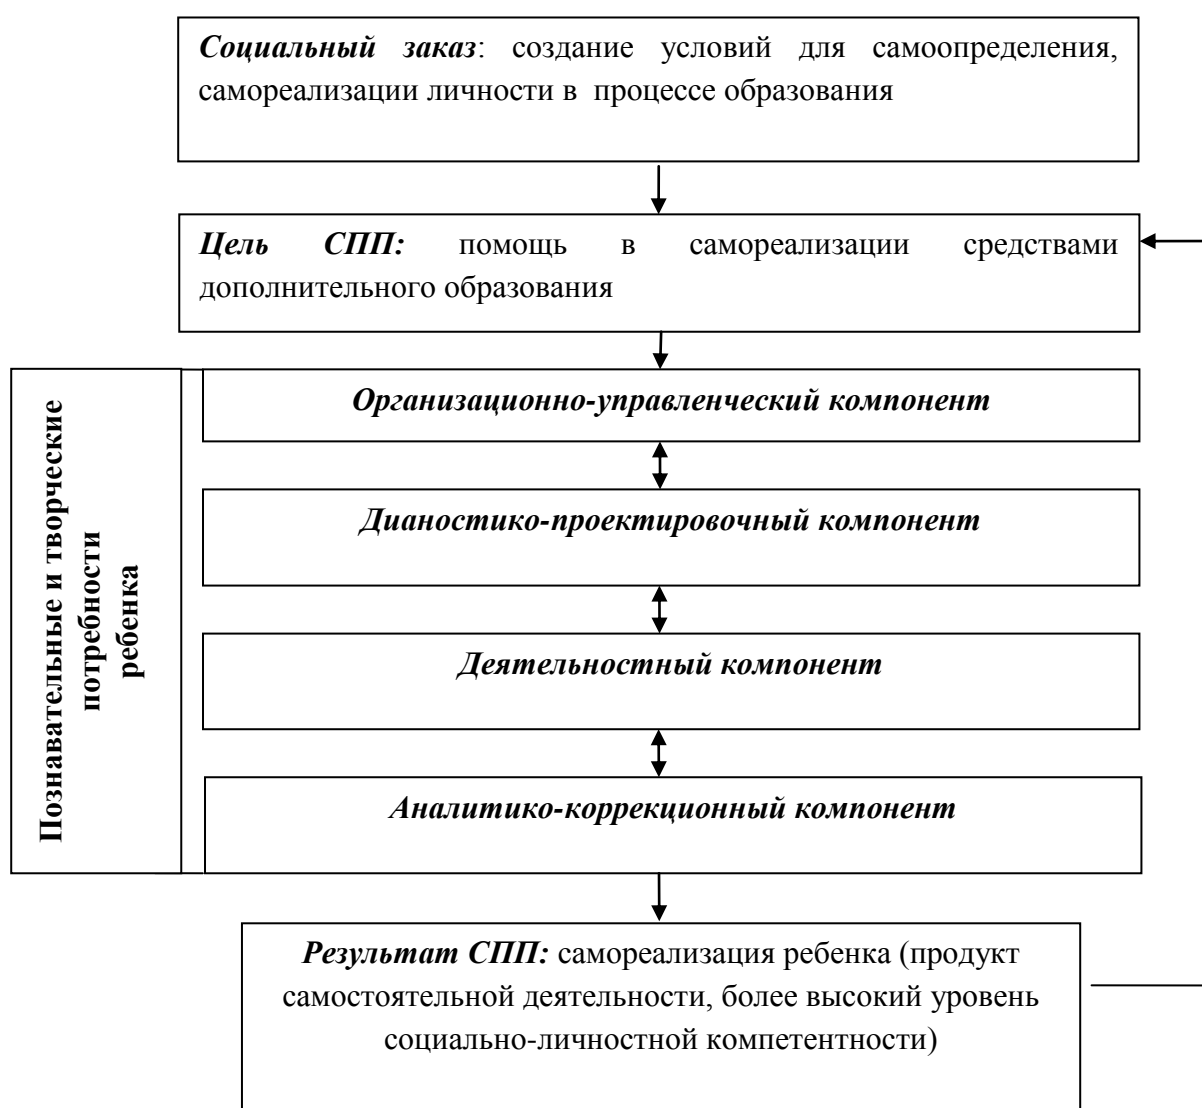 Социальный заказ: создание условий для самоопределения,
самореализации личности в процессе образования
Цель СПП: помощь в самореализации средствами
дополнительного образования
Познавательные и творческие
потребности
ребенка
Организационно-управленческий компонент
Дианостико-проектировочный компонент
Деятельностный компонент
Аналитико-коррекционный компонент
Результат СПП: самореализация ребенка (продукт
самостоятельной деятельности, более высокий уровень
социально-личностной компетентности)